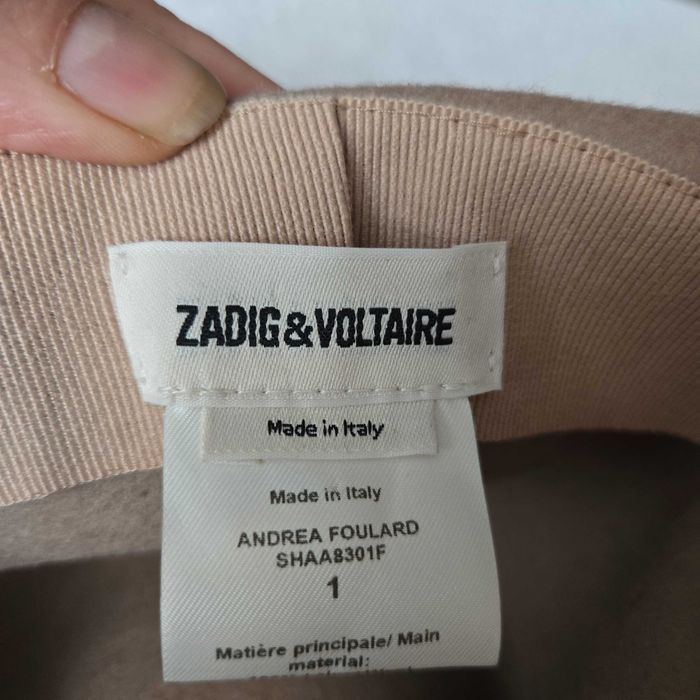 ZADIG&VOLTAIRE
Made in Italy
Made in Italy
ANDREA FOULARD
SHAA8301F
1
Matière principale/ Main
material: